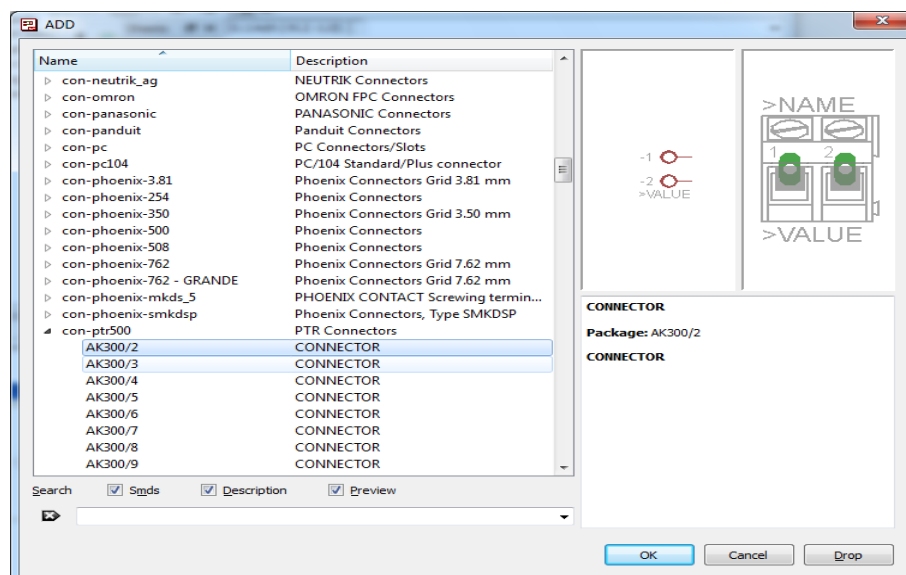 ADD
Name Description
con-neutrik_ag NEUTRIK Connectors
con-omron OMRON FPC Connectors
con-panasonic PANASONIC Connectors
con-panduit Panduit Connectors
con-pc PC Connectors/Slots
con-pc104 PC/104 Standard/Plus connector
con-phoenix-3.81 Phoenix Connectors Grid 3.81 mm
con-phoenix-254 Phoenix Connectors
con-phoenix-350 Phoenix Connectors Grid 3.50 mm
con-phoenix-500 Phoenix Connectors
con-phoenix-508 Phoenix Connectors
con-phoenix-762 Phoenix Connectors Grid 7.62 mm
con-phoenix-762 - GRANDE Phoenix Connectors Grid 7.62 mm
con-phoenix-mkds_5 PHOENIX CONTACT Screwing termin...
con-phoenix-smkdsp Phoenix Connectors, Type SMKDSP
con-ptr500 PTR Connectors
AK300/2 CONNECTOR
AK300/3 CONNECTOR
AK300/4 CONNECTOR
AK300/5 CONNECTOR
AK300/6 CONNECTOR
AK300/7 CONNECTOR
AK300/8 CONNECTOR
AK300/9 CONNECTOR
Search Smds Description Preview
-1
-2
>VALUE
>NAME
1 2
>VALUE
CONNECTOR
Package: AK300/2
CONNECTOR
OK Cancel Drop